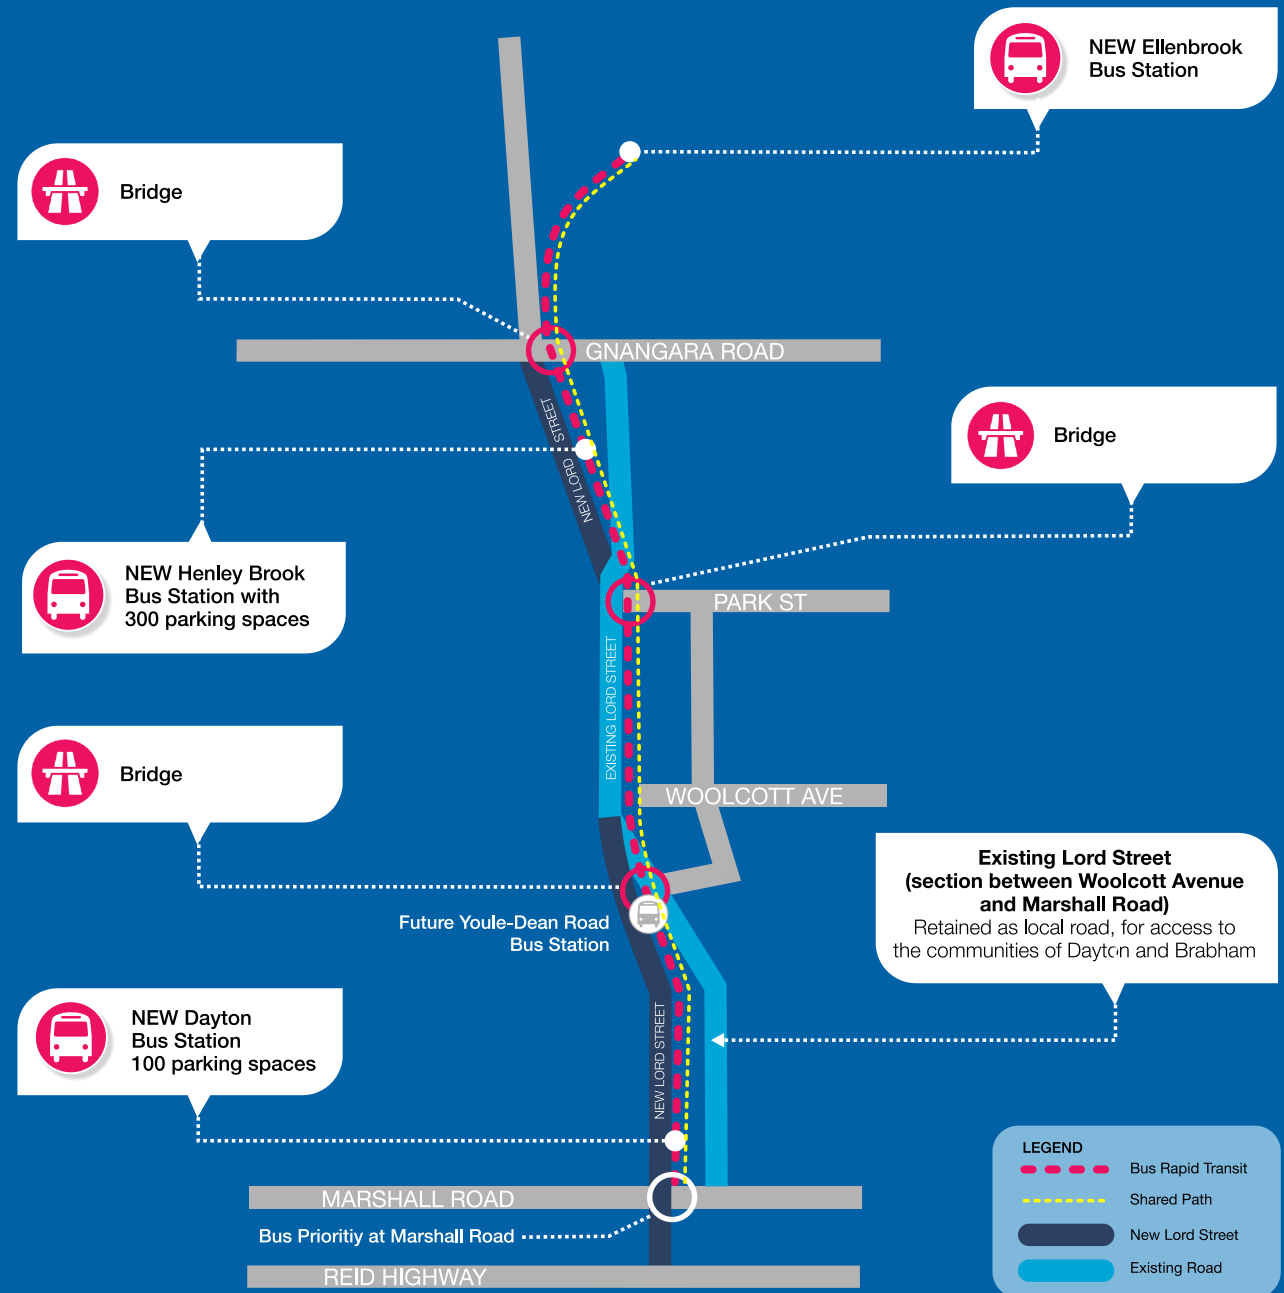 NEW Ellenbrook
Bus Station
Bridge
GNANGARA ROAD
NEW LORD STREET
Bridge
NEW Henley Brook
Bus Station with
300 parking spaces
PARK ST
EXISTING LORD STREET
Bridge
WOOLCOTT AVE
Existing Lord Street
(section between Woolcott Avenue
and Marshall Road)
Retained as local road, for access to
the communities of Dayton and Brabham
Future Youle-Dean Road
Bus Station
NEW Dayton
Bus Station
100 parking spaces
NEW LORD STREET
MARSHALL ROAD
Bus Prioritiy at Marshall Road
REID HIGHWAY
LEGEND
Bus Rapid Transit
Shared Path
New Lord Street
Existing Road